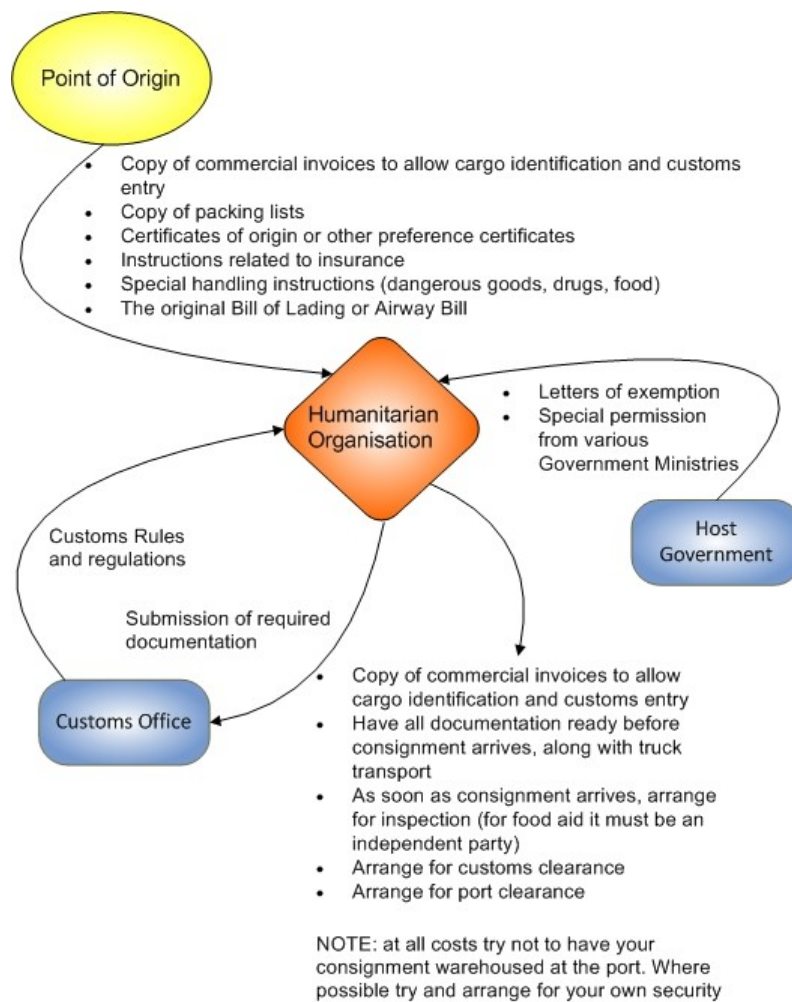 Point of Origin
• Copy of commercial invoices to allow cargo identification and customs
entry
• Copy of packing lists
• Certificates of origin or other preference certificates
• Instructions related to insurance
• Special handling instructions (dangerous goods, drugs, food)
• The original Bill of Lading or Airway Bill
Humanitarian
Organisation
• Letters of exemption
• Special permission
from various
Government Ministries
Host
Government
Customs Rules
and regulations
Submission of required
documentation
Customs Office
• Copy of commercial invoices to allow
cargo identification and customs entry
• Have all documentation ready before
consignment arrives, along with truck
transport
• As soon as consignment arrives, arrange
for inspection (for food aid it must be an
independent party)
• Arrange for customs clearance
• Arrange for port clearance
NOTE: at all costs try not to have your
consignment warehoused at the port. Where
possible try and arrange for your own security